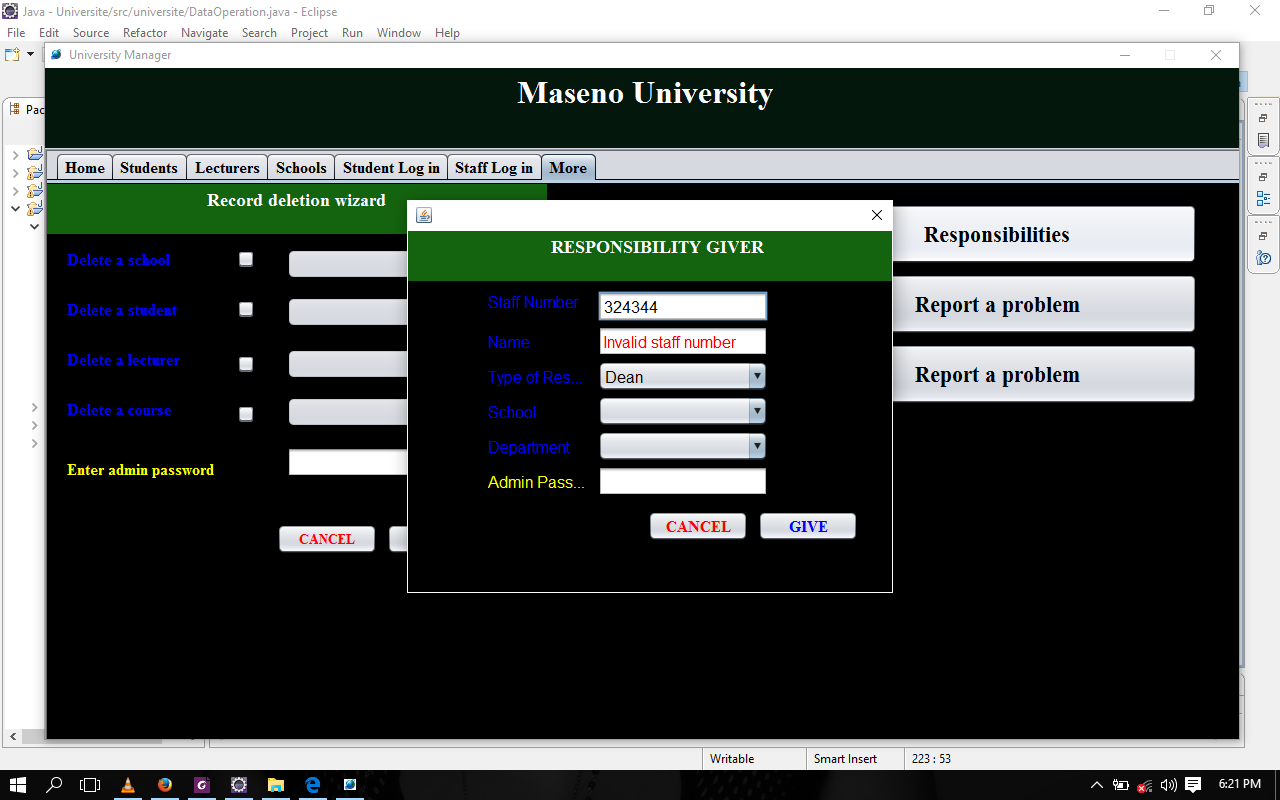 Java - Universite/src/universite/DataOperation.java - Eclipse
File Edit Source Refactor Navigate Search Project Run Window Help
University Manager
Maseno University
Pac
Home Students Lecturers Schools Student Log in Staff Log in More
Record deletion wizard
Delete a school
Delete a student
Delete a lecturer
Delete a course
Enter admin password
CANCEL
RESPONSIBILITY GIVER
Staff Number 324344
Name Invalid staff number
Type of Res... Dean
School
Department
Admin Pass...
CANCEL GIVE
Responsibilities
Report a problem
Report a problem
Writable Smart Insert 223 : 53
6:21 PM